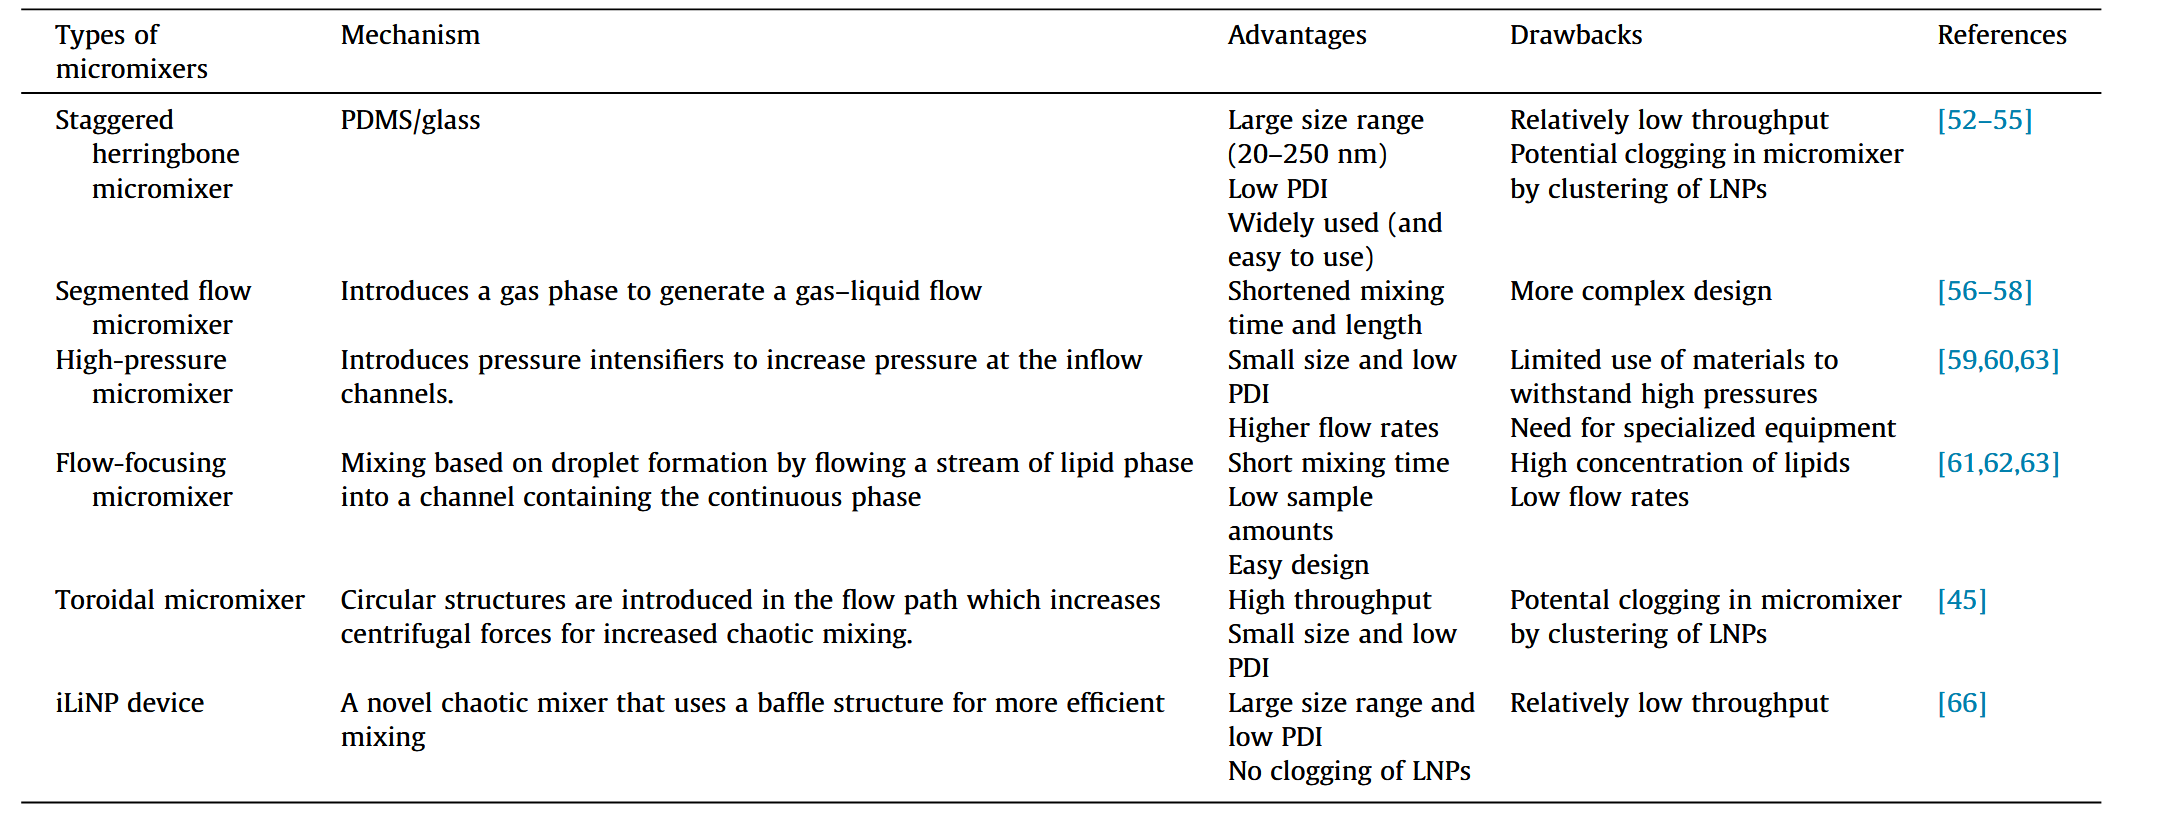 Types of micromixers Mechanism Advantages Drawbacks References
Staggered herringbone micromixer PDMS/glass Large size range (20–250 nm) Low PDI Widely used (and easy to use) Relatively low throughput Potential clogging in micromixer by clustering of LNPs [52–55]
Segmented flow micromixer Introduces a gas phase to generate a gas–liquid flow Shortened mixing time and length More complex design [56–58]
High-pressure micromixer Introduces pressure intensifiers to increase pressure at the inflow channels. Small size and low PDI Higher flow rates Limited use of materials to withstand high pressures Need for specialized equipment [59,60,63]
Flow-focusing micromixer Mixing based on droplet formation by flowing a stream of lipid phase into a channel containing the continuous phase Short mixing time Low sample amounts Easy design High concentration of lipids Low flow rates [61,62,63]
Toroidal micromixer Circular structures are introduced in the flow path which increases centrifugal forces for increased chaotic mixing. High throughput Small size and low PDI Potental clogging in micromixer by clustering of LNPs [45]
iLiNP device A novel chaotic mixer that uses a baffle structure for more efficient mixing Large size range and low PDI No clogging of LNPs Relatively low throughput [66]